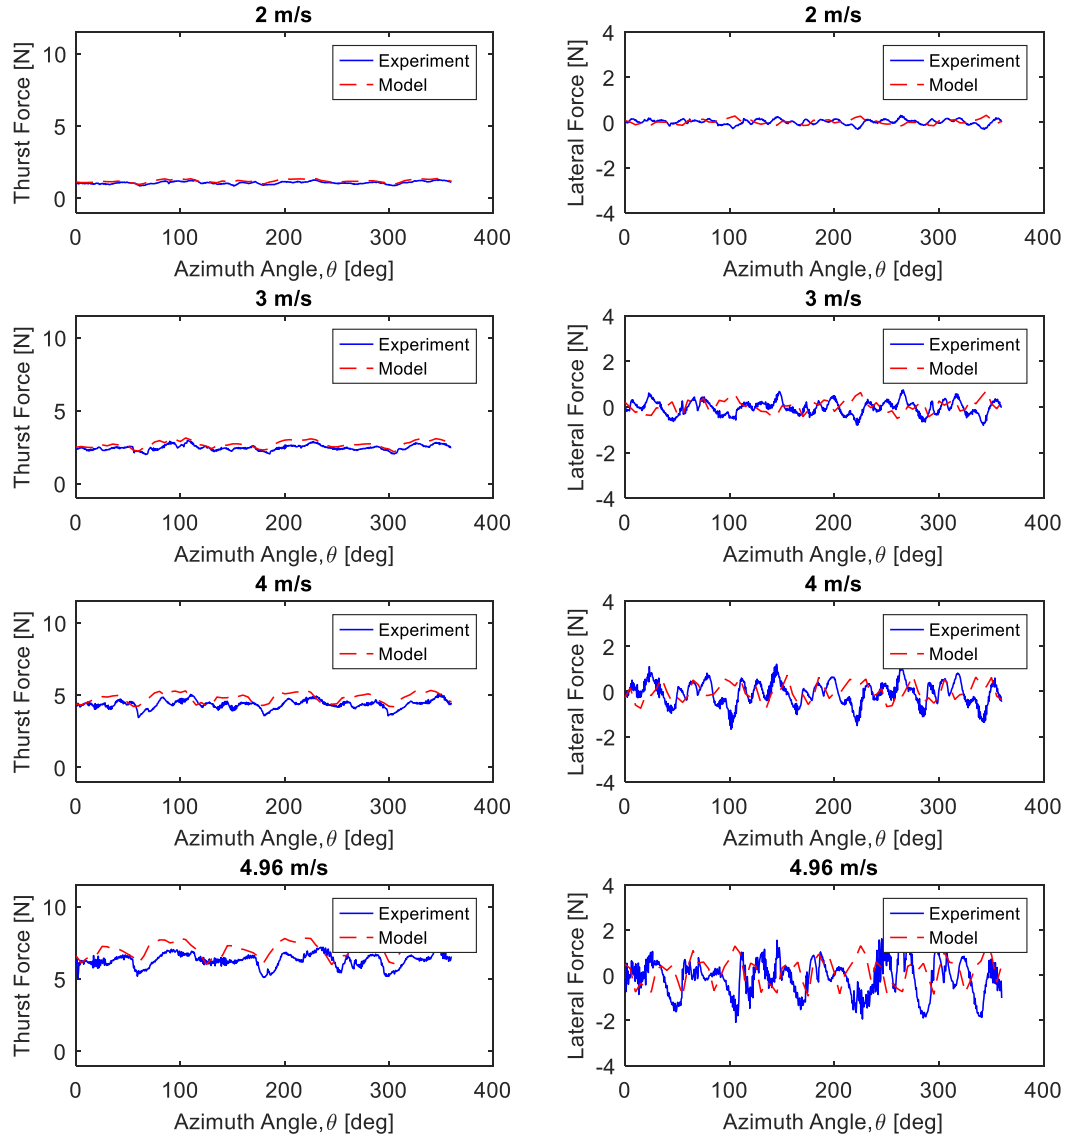 2 m/s
Thurst Force [N]
10
5
0
Experiment
Model
0 100 200 300 400
Azimuth Angle, θ [deg]
2 m/s
Lateral Force [N]
4
2
0
-2
-4
Experiment
Model
0 100 200 300 400
Azimuth Angle, θ [deg]
3 m/s
Thurst Force [N]
10
5
0
Experiment
Model
0 100 200 300 400
Azimuth Angle, θ [deg]
3 m/s
Lateral Force [N]
4
2
0
-2
-4
Experiment
Model
0 100 200 300 400
Azimuth Angle, θ [deg]
4 m/s
Thurst Force [N]
10
5
0
Experiment
Model
0 100 200 300 400
Azimuth Angle, θ [deg]
4 m/s
Lateral Force [N]
4
2
0
-2
-4
Experiment
Model
0 100 200 300 400
Azimuth Angle, θ [deg]
4.96 m/s
Thurst Force [N]
10
5
0
Experiment
Model
0 100 200 300 400
Azimuth Angle, θ [deg]
4.96 m/s
Lateral Force [N]
4
2
0
-2
-4
Experiment
Model
0 100 200 300 400
Azimuth Angle, θ [deg]